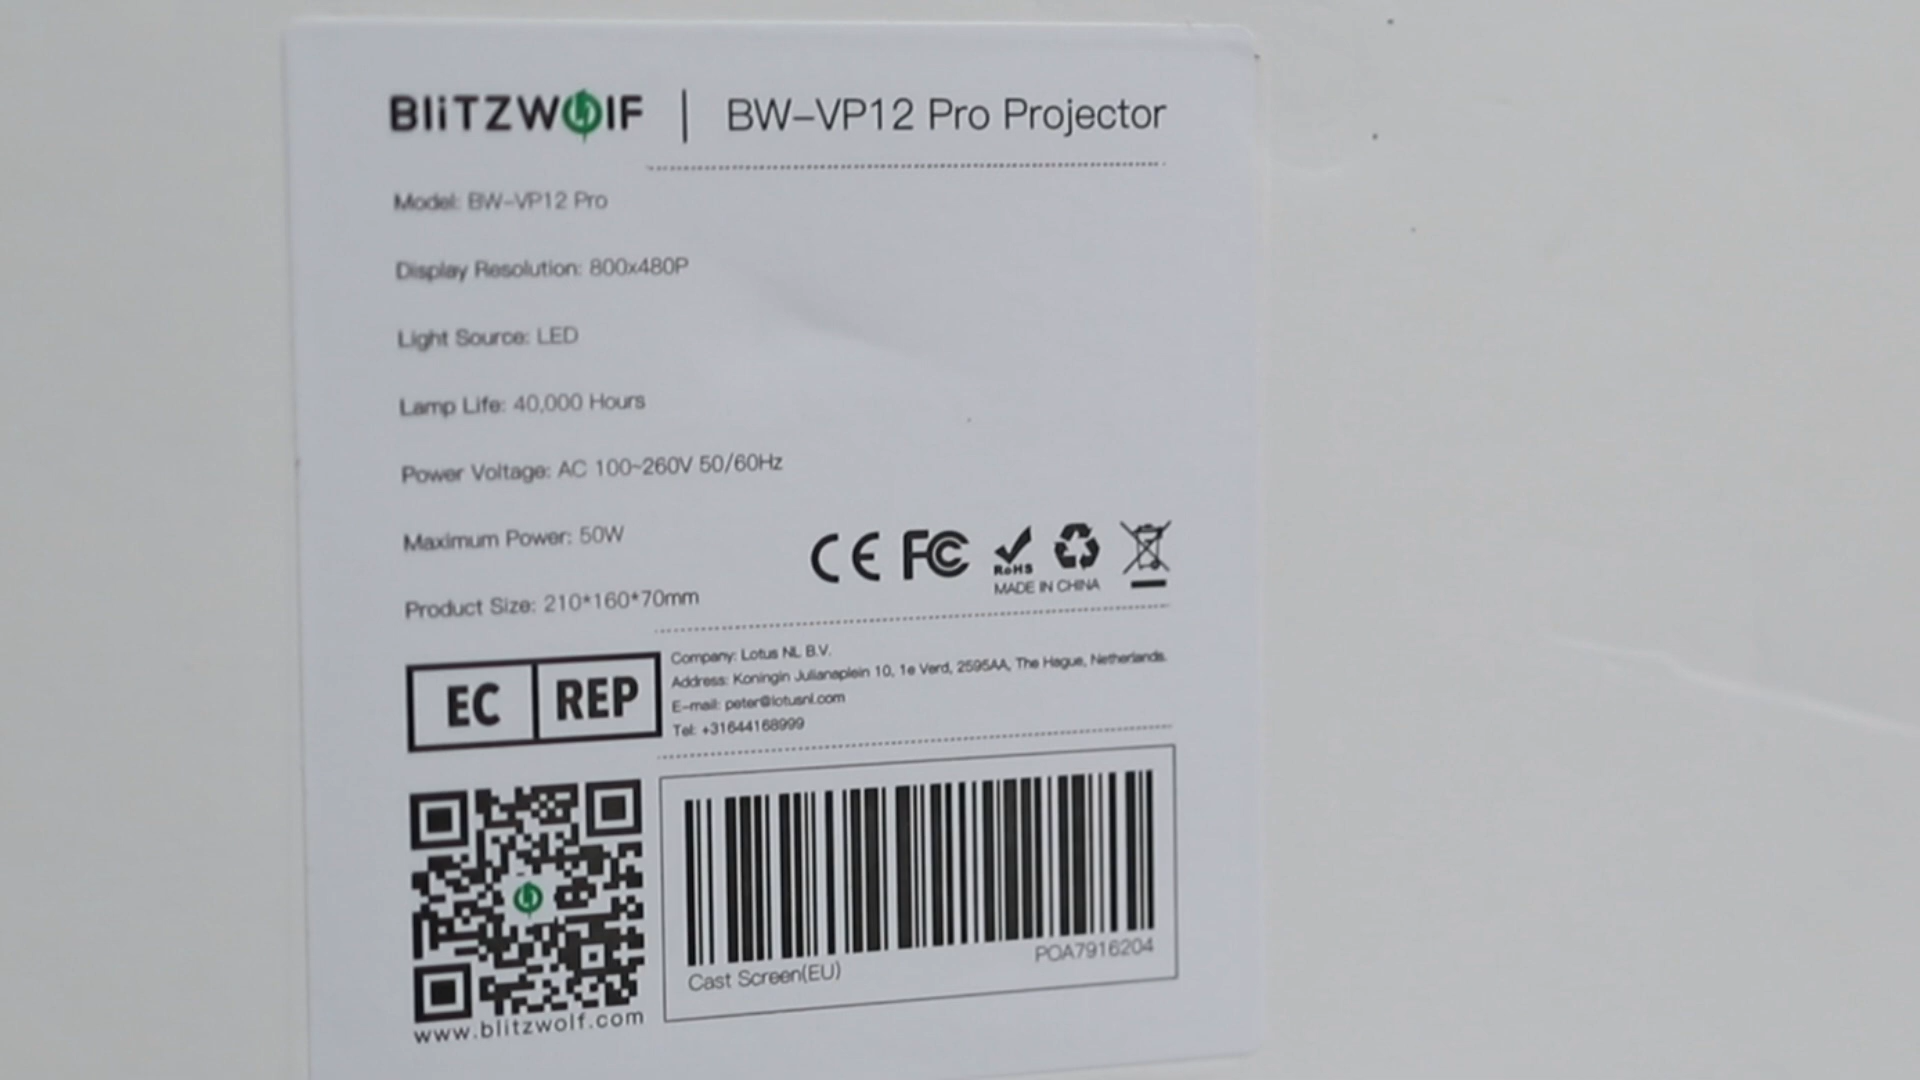 BlitzWolf | BW-VP12 Pro Projector
Model: BW-VP12 Pro
Display Resolution: 800x480P
Light Source: LED
Lamp Life: 40,000 Hours
Power Voltage: AC 100~260V 50/60Hz
Maximum Power: 50W
Product Size: 210*160*70mm
CE FC
RoHS
MADE IN CHINA
EC REP
Company: Lotus NL B.V.
Address: Koningin Julianaplein 10, 1e Verd, 2595AA, The Hague, Netherlands.
E-mail: peter@lotusnl.com
Tel: +31644168999
Cast Screen(EU)
POA7916204
www.blitzwolf.com